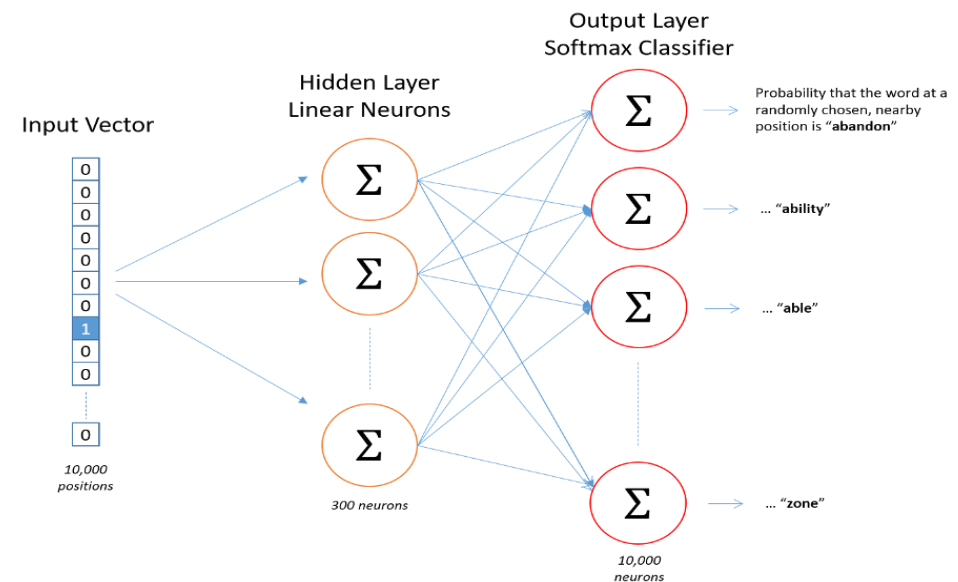 Output Layer
Softmax Classifier
Hidden Layer
Linear Neurons
Input Vector
0
0
0
0
0
0
0
1
0
0
0
10,000
positions
Σ
Σ
Σ
300 neurons
Σ
Σ
Σ
Σ
10,000
neurons
Probability that the word at a
randomly chosen, nearby
position is “abandon”
... “ability”
... “able”
... “zone”